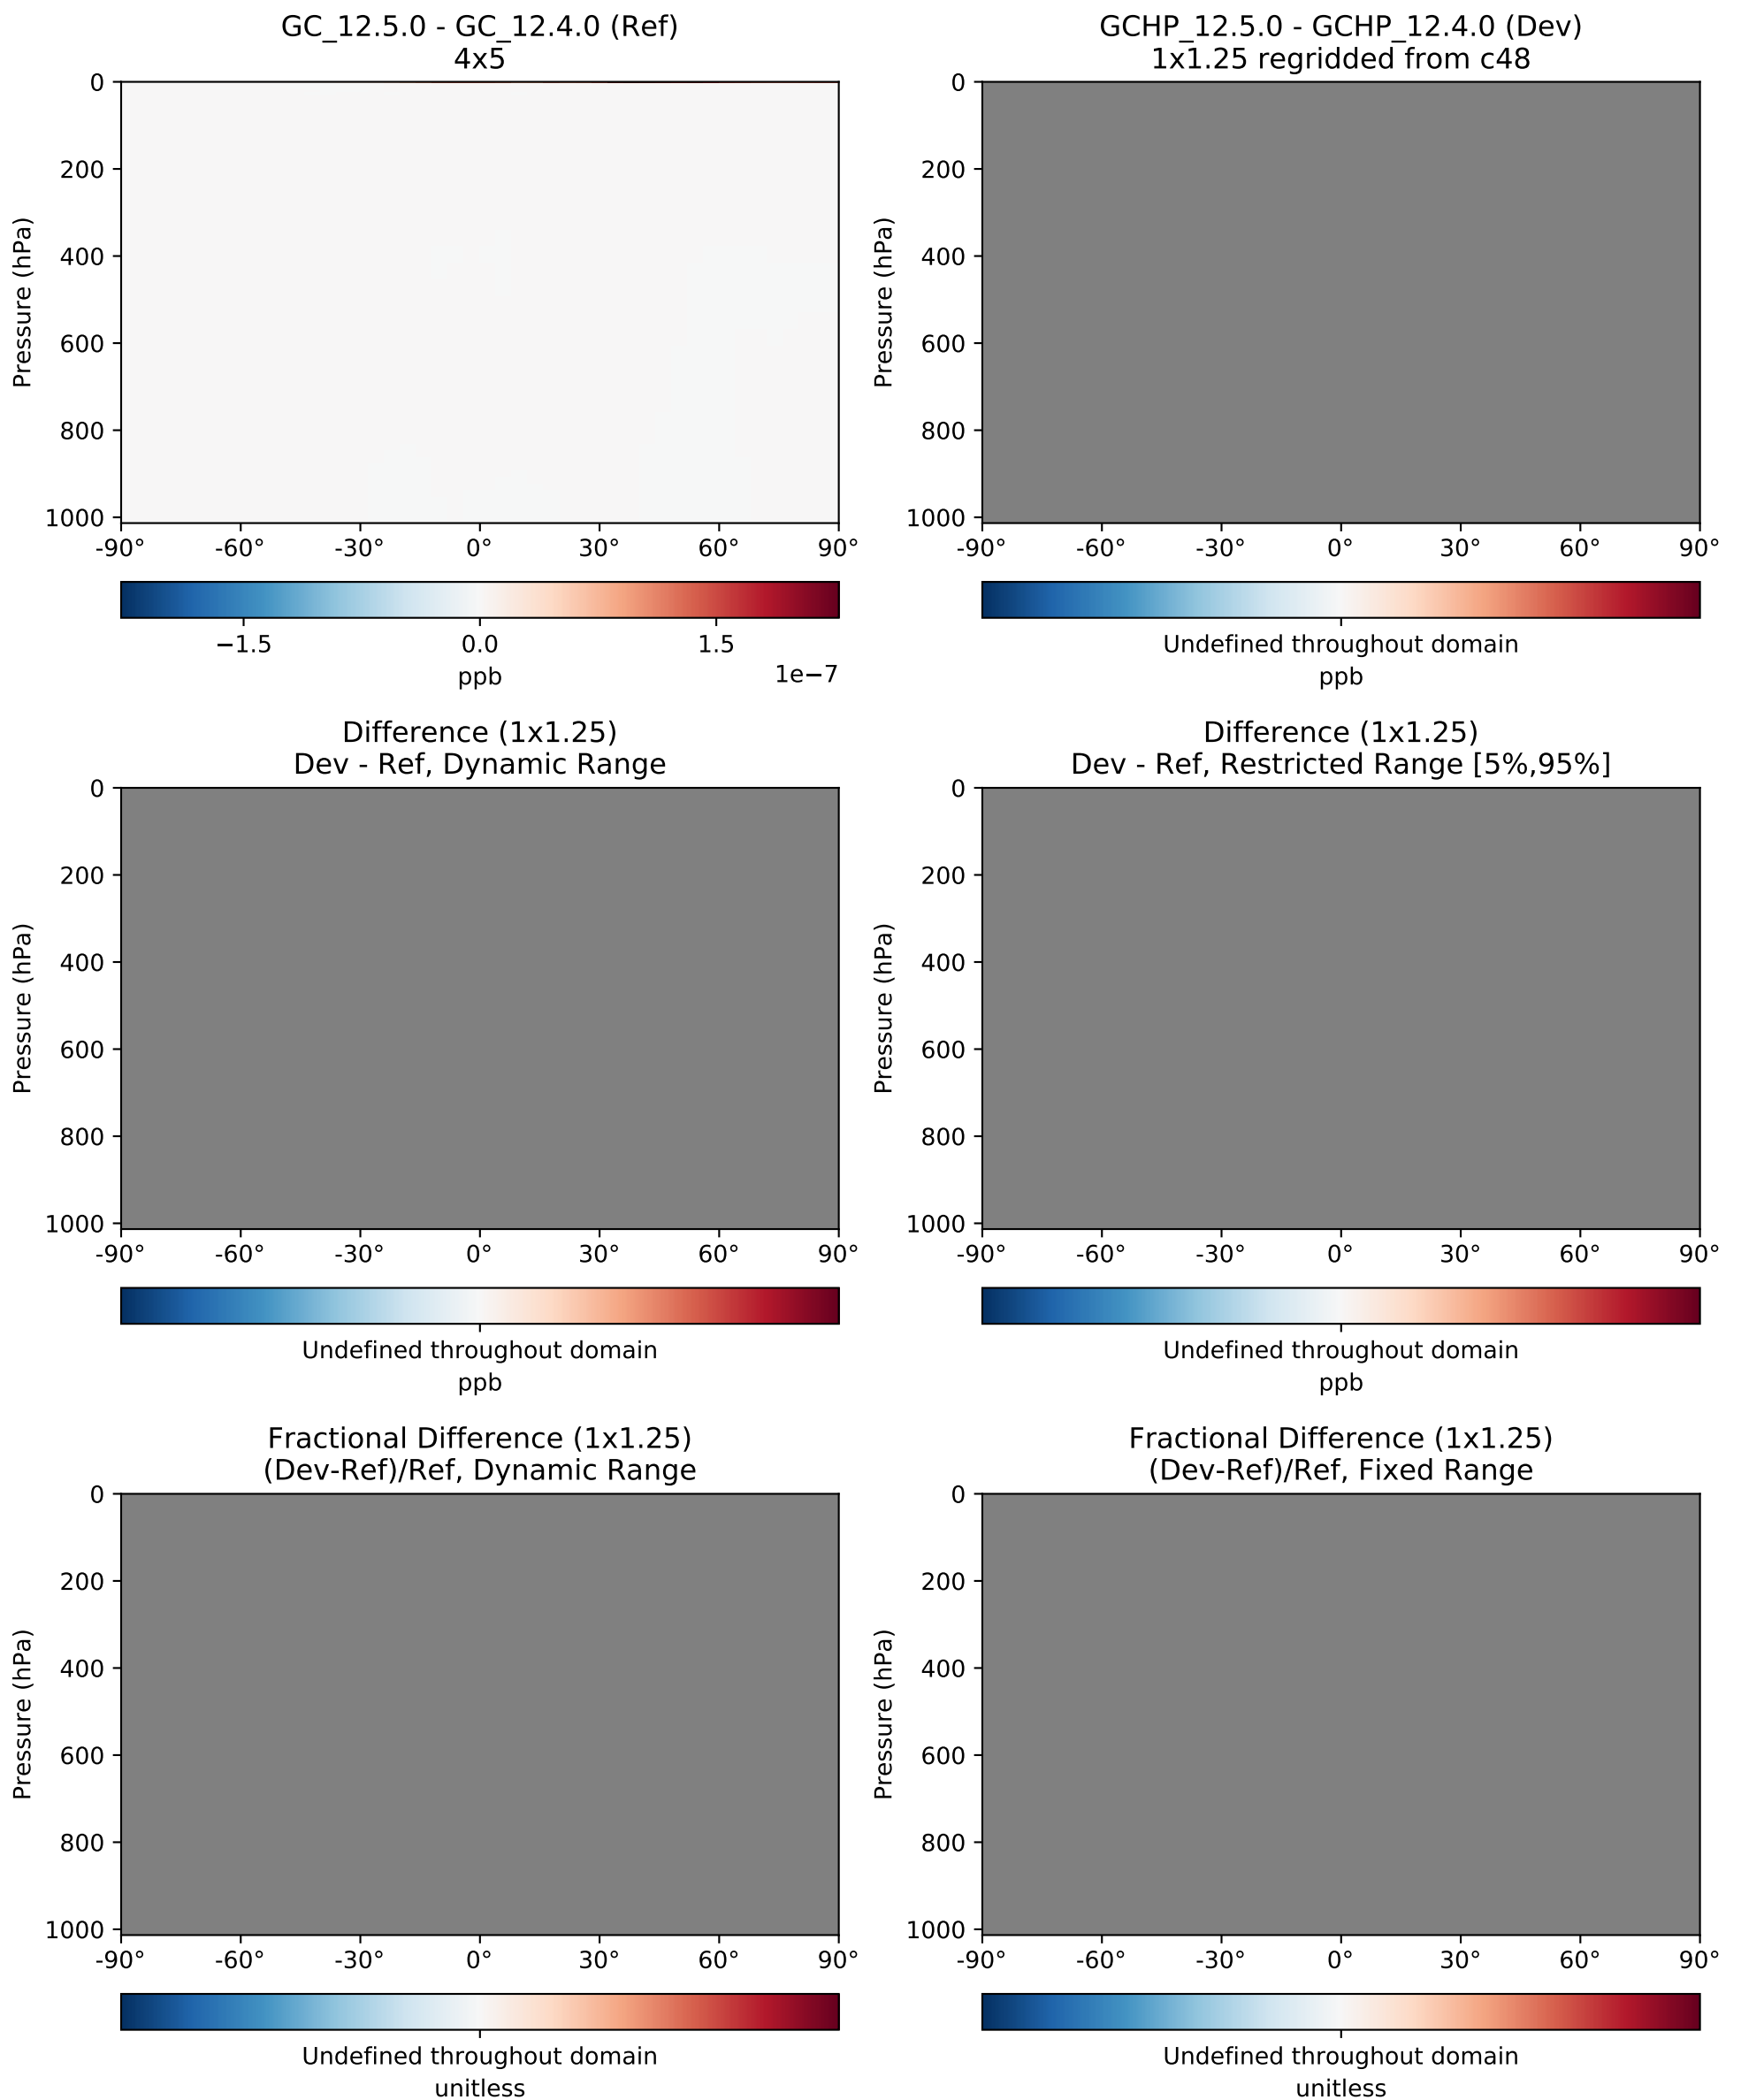 GC_12.5.0 - GC_12.4.0 (Ref)
4x5
0
200
400
600
800
1000
Pressure (hPa)
-90° -60° -30° 0° 30° 60° 90°
−1.5 0.0 1.5
ppb
1e−7
GCHP_12.5.0 - GCHP_12.4.0 (Dev)
1x1.25 regridded from c48
0
200
400
600
800
1000
Pressure (hPa)
-90° -60° -30° 0° 30° 60° 90°
Undefined throughout domain
ppb
Difference (1x1.25)
Dev - Ref, Dynamic Range
0
200
400
600
800
1000
Pressure (hPa)
-90° -60° -30° 0° 30° 60° 90°
Undefined throughout domain
ppb
Difference (1x1.25)
Dev - Ref, Restricted Range [5%,95%]
0
200
400
600
800
1000
Pressure (hPa)
-90° -60° -30° 0° 30° 60° 90°
Undefined throughout domain
ppb
Fractional Difference (1x1.25)
(Dev-Ref)/Ref, Dynamic Range
0
200
400
600
800
1000
Pressure (hPa)
-90° -60° -30° 0° 30° 60° 90°
Undefined throughout domain
unitless
Fractional Difference (1x1.25)
(Dev-Ref)/Ref, Fixed Range
0
200
400
600
800
1000
Pressure (hPa)
-90° -60° -30° 0° 30° 60° 90°
Undefined throughout domain
unitless